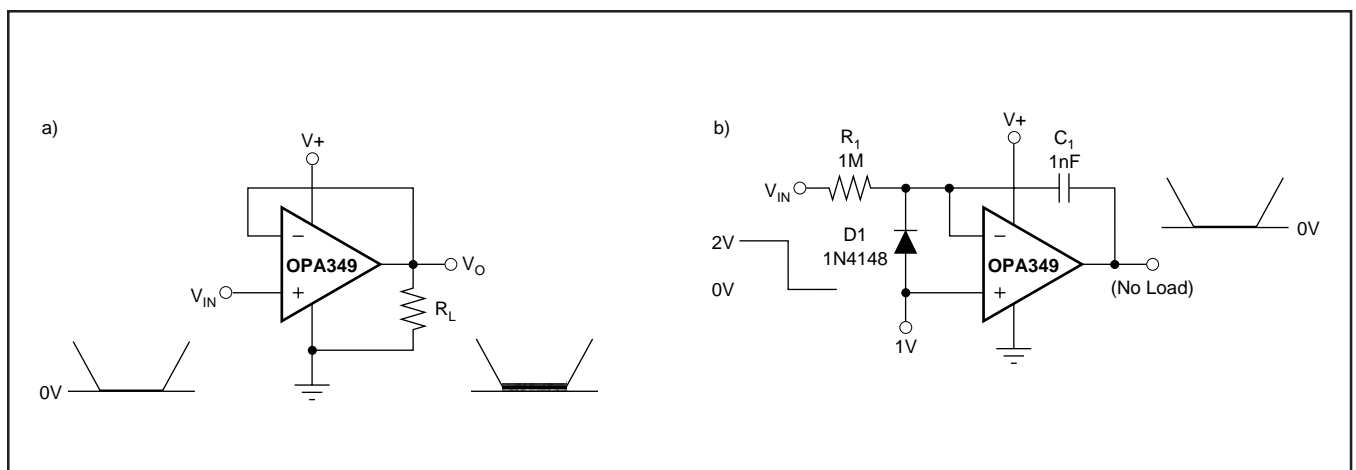 a)
V+
OPA349
−
+
V_IN
V_O
R_L
0V
b)
V+
R_1
1M
C_1
1nF
V_IN
D1
1N4148
2V
0V
−
+
OPA349
1V
(No Load)
0V